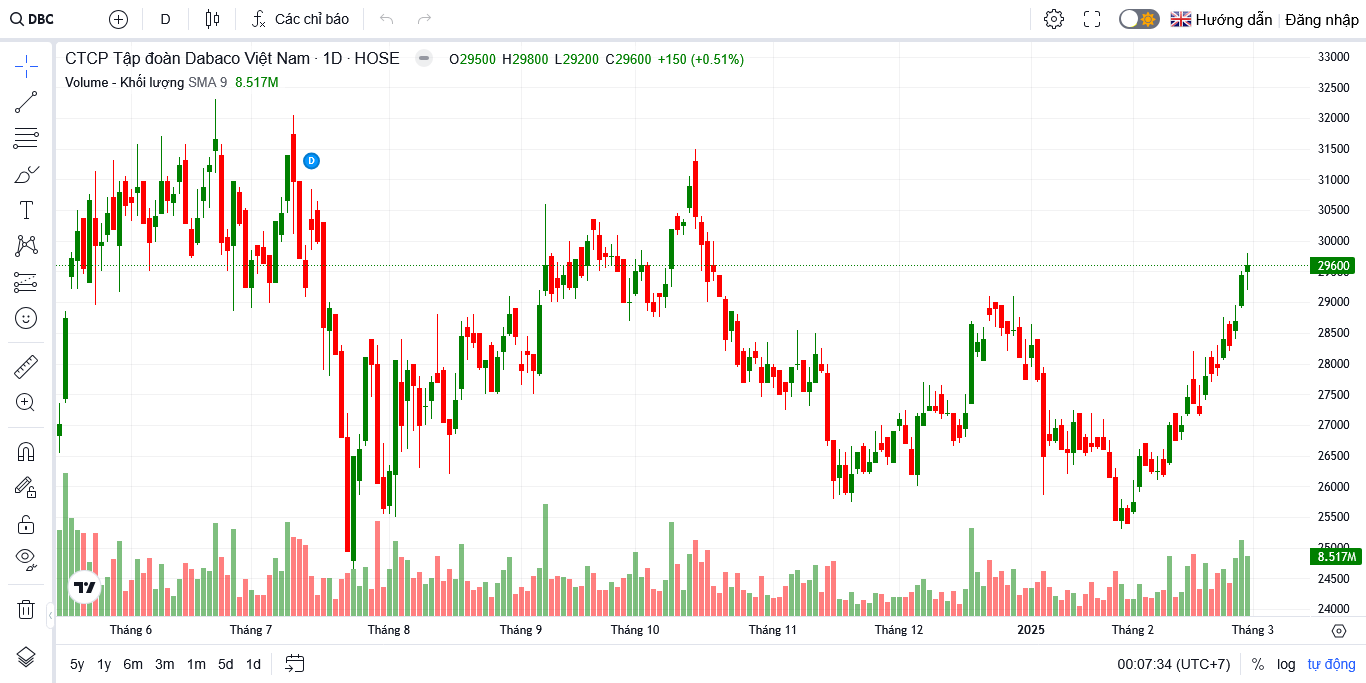 DBC D Các chỉ báo Hướng dẫn Đăng nhập
CTCP Tập đoàn Dabaco Việt Nam · 1D · HOSE O29500 H29800 L29200 C29600 +150 (+0.51%)
Volume - Khối lượng SMA 9 8.517M
33000
32500
32000
31500
D
31000
30500
30000
29600
29500
29000
28500
28000
27500
27000
26500
26000
25500
25000
8.517M
24500
24000
Tháng 6 Tháng 7 Tháng 8 Tháng 9 Tháng 10 Tháng 11 Tháng 12 2025 Tháng 2 Tháng 3
5y 1y 6m 3m 1m 5d 1d 00:07:34 (UTC+7) % log tự động